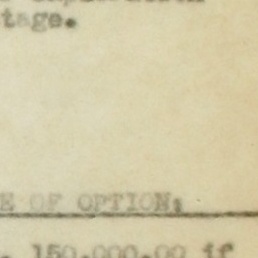 tage.
E OF OPTION:
150,000.00 if